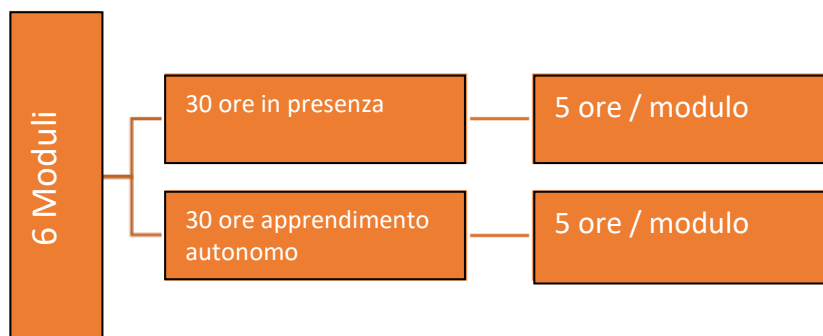 6 Moduli
30 ore in presenza
5 ore / modulo
30 ore apprendimento
autonomo
5 ore / modulo